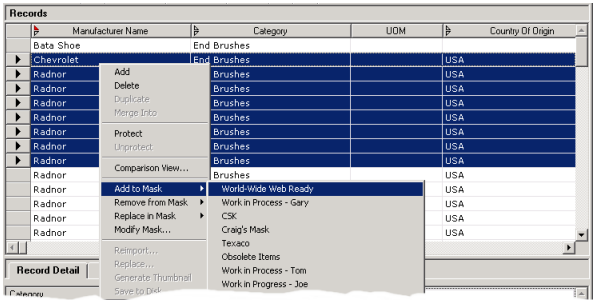 Records
Manufacturer Name Category UOM Country Of Origin
Bata Shoe End Brushes
Chevrolet End Brushes USA
Radnor Brushes USA
Radnor Brushes USA
Radnor Brushes USA
Radnor Brushes USA
Radnor Brushes USA
Radnor Brushes USA
Radnor Brushes USA
Radnor Brushes USA
Radnor USA
Radnor USA
Radnor USA
Radnor USA
Add
Delete
Duplicate
Merge Into
Protect
Unprotect
Comparison View...
Add to Mask
Remove from Mask
Replace in Mask
Modify Mask...
Reimport...
Replace...
Generate Thumbnail
Save to Disk
World-Wide Web Ready
Work in Process - Gary
CSK
Craig's Mask
Texaco
Obsolete Items
Work in Process - Tom
Work in Progress - Joe
Record Detail
Category